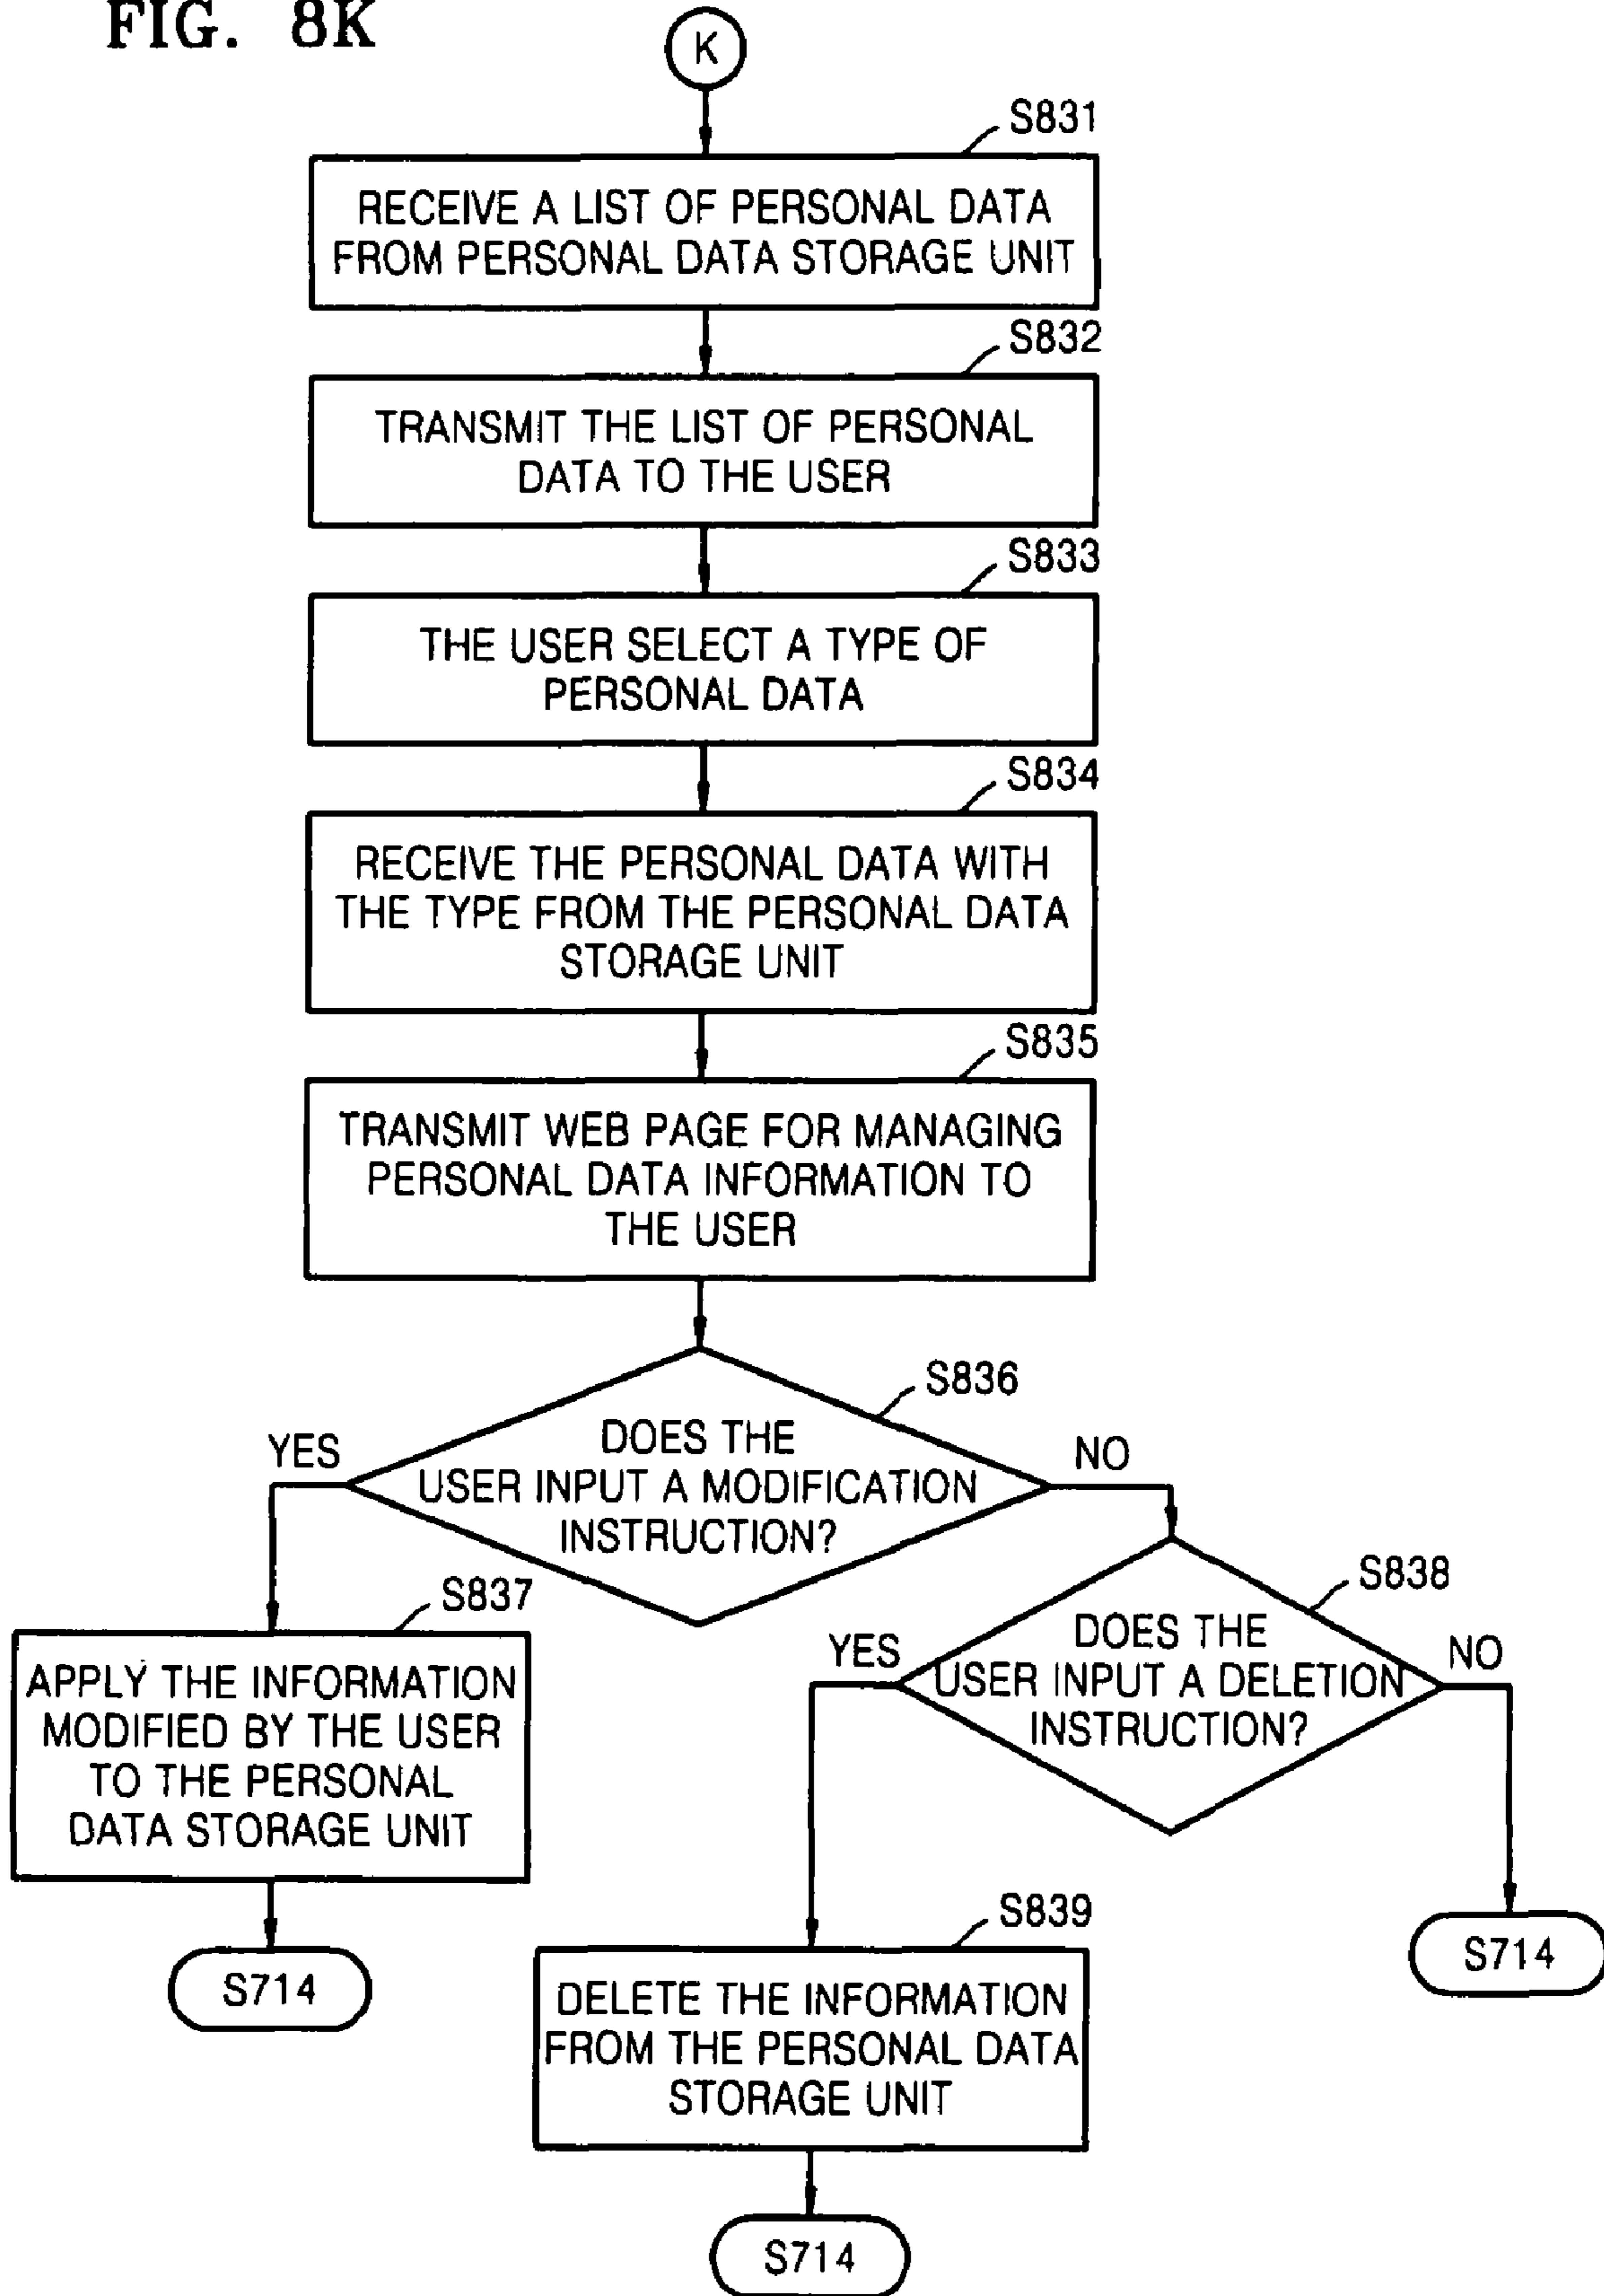 FIG. 8K
K
S831
RECEIVE A LIST OF PERSONAL DATA
FROM PERSONAL DATA STORAGE UNIT
S832
TRANSMIT THE LIST OF PERSONAL
DATA TO THE USER
S833
THE USER SELECT A TYPE OF
PERSONAL DATA
S834
RECEIVE THE PERSONAL DATA WITH
THE TYPE FROM THE PERSONAL DATA
STORAGE UNIT
S835
TRANSMIT WEB PAGE FOR MANAGING
PERSONAL DATA INFORMATION TO
THE USER
S836
DOES THE
USER INPUT A MODIFICATION
INSTRUCTION?
YES
NO
S837
APPLY THE INFORMATION
MODIFIED BY THE USER
TO THE PERSONAL
DATA STORAGE UNIT
S714
S838
DOES THE
USER INPUT A DELETION
INSTRUCTION?
YES
NO
S839
DELETE THE INFORMATION
FROM THE PERSONAL DATA
STORAGE UNIT
S714
S714